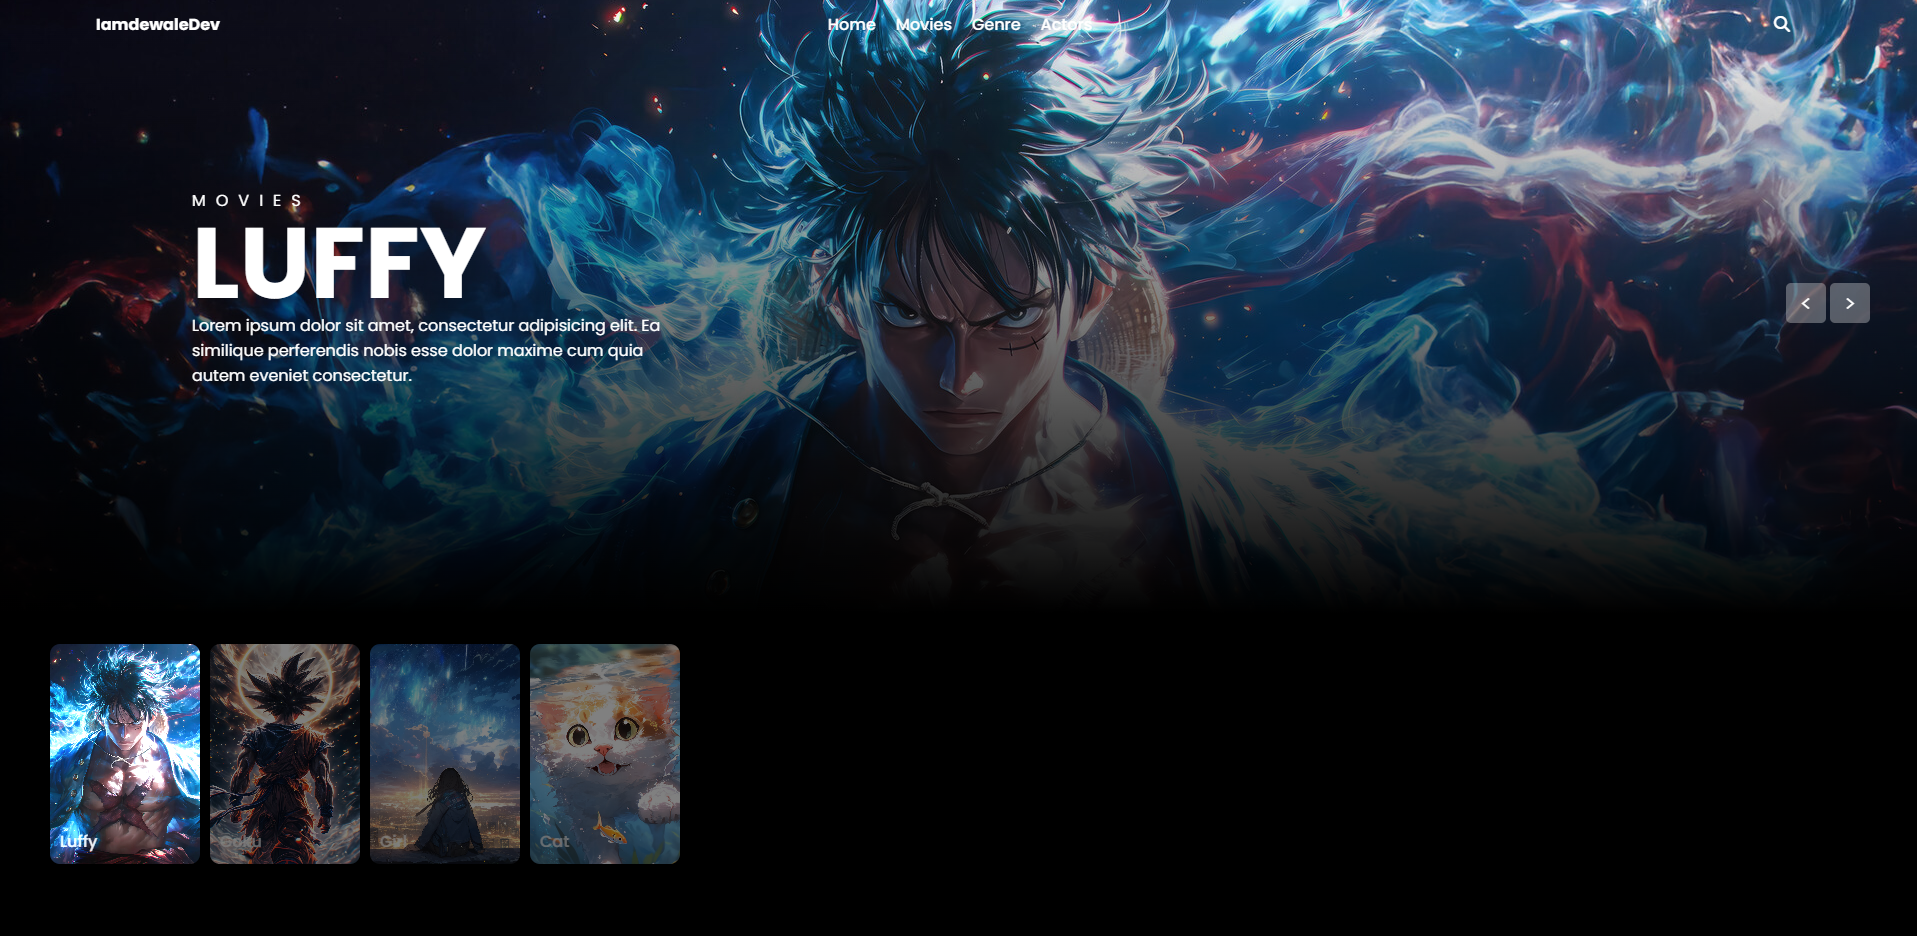 IamdewaleDev
Home Movies Genre Actors
MOVIES
LUFFY
Lorem ipsum dolor sit amet, consectetur adipisicing elit. Ea
similique perferendis nobis esse dolor maxime cum quia
autem eveniet consectetur.
Luffy
Goku
Girl
Cat